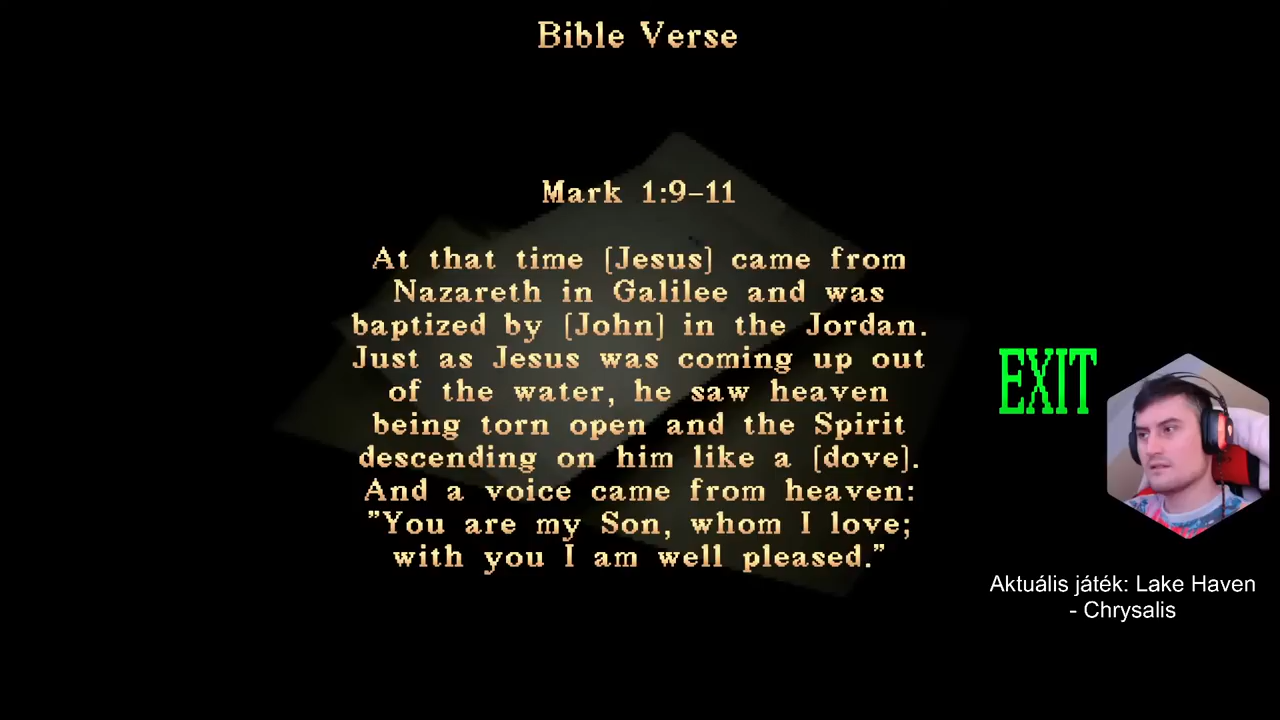 Bible Verse
Mark 1:9-11
At that time [Jesus] came from
Nazareth in Galilee and was
baptized by [John] in the Jordan.
Just as Jesus was coming up out
of the water, he saw heaven
being torn open and the Spirit
descending on him like a [dove].
And a voice came from heaven:
"You are my Son, whom I love;
with you I am well pleased."
EXIT
Aktuális játék: Lake Haven
- Chrysalis